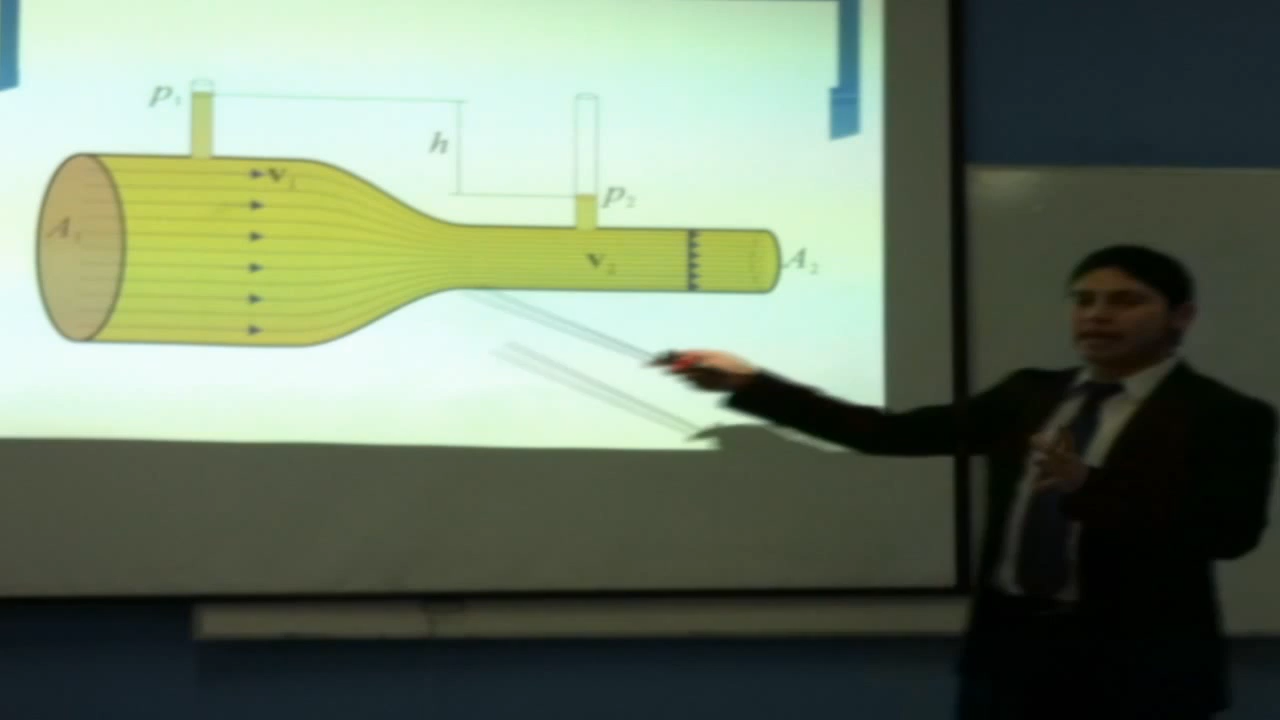 p₁
h
v₁
p₂
A₁
v₂
A₂